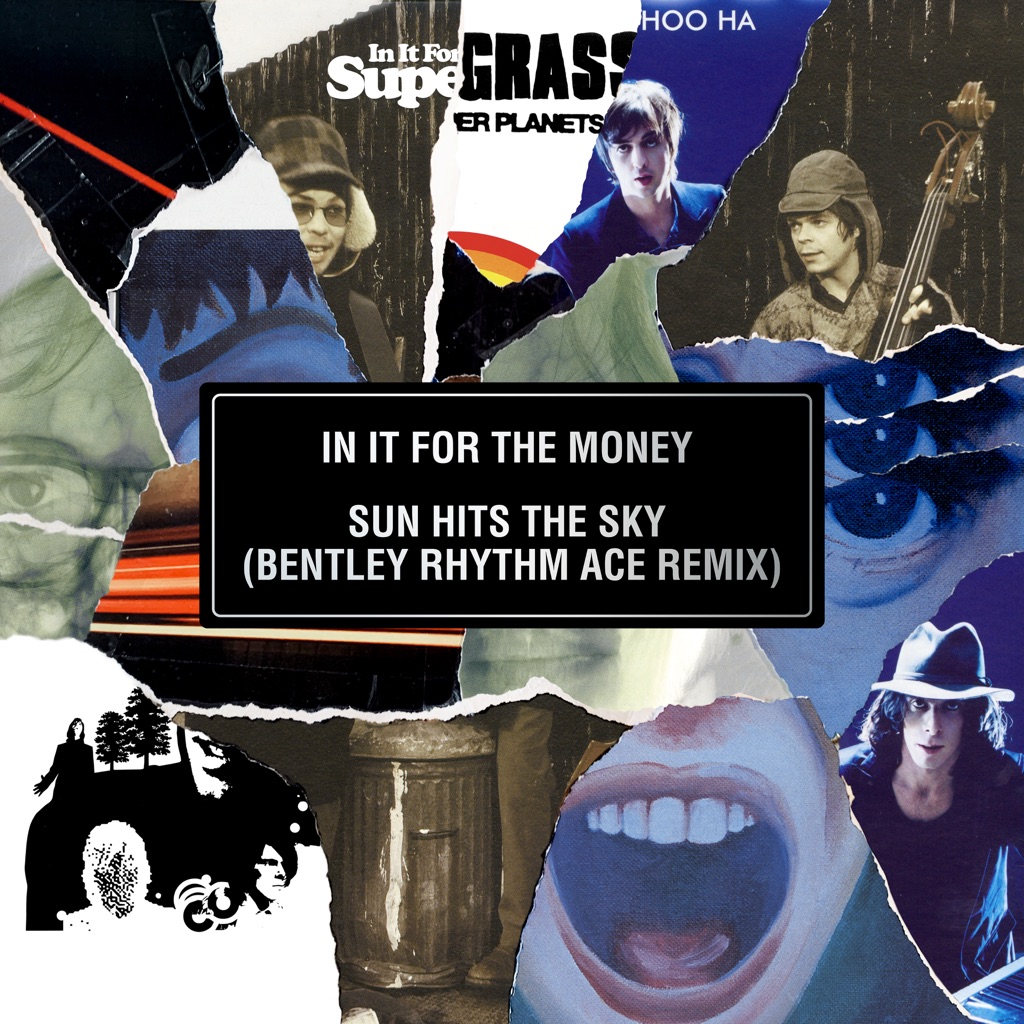 In It For
Supe
GRASS
ER PLANETS
HOO HA
IN IT FOR THE MONEY
SUN HITS THE SKY
(BENTLEY RHYTHM ACE REMIX)